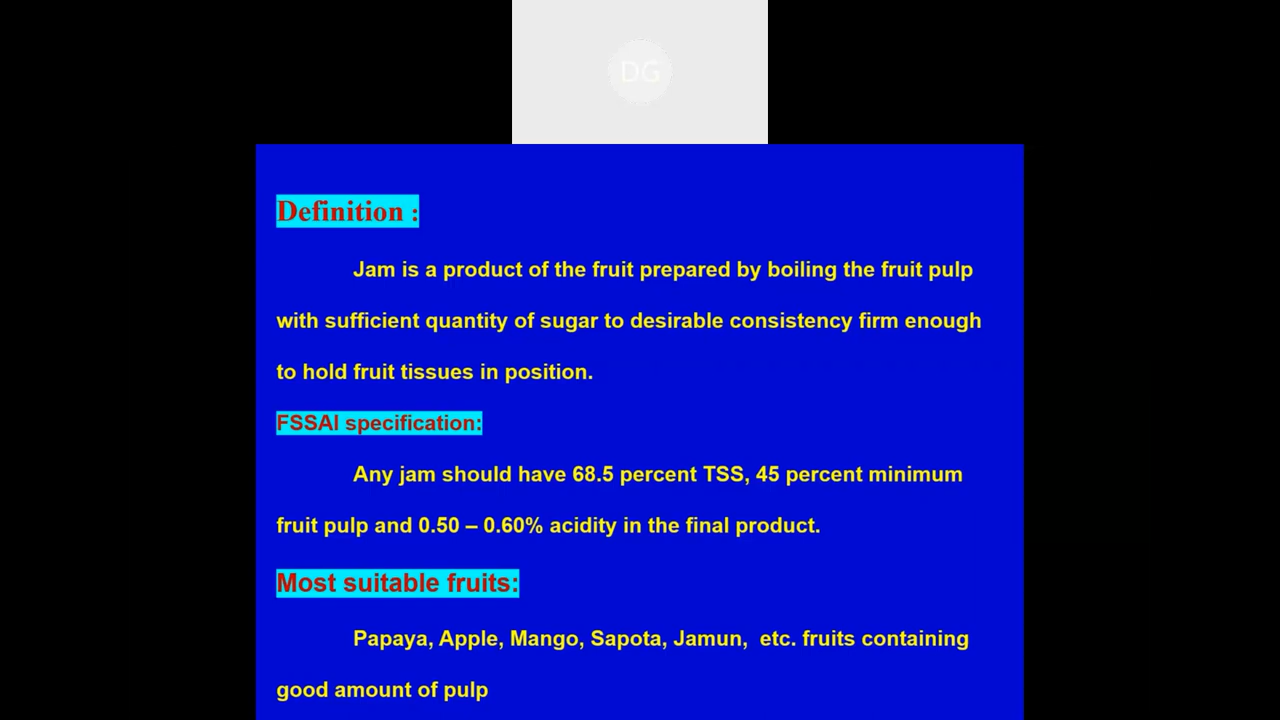 DG
Definition :
Jam is a product of the fruit prepared by boiling the fruit pulp
with sufficient quantity of sugar to desirable consistency firm enough
to hold fruit tissues in position.
FSSAI specification:
Any jam should have 68.5 percent TSS, 45 percent minimum
fruit pulp and 0.50 – 0.60% acidity in the final product.
Most suitable fruits:
Papaya, Apple, Mango, Sapota, Jamun,  etc. fruits containing
good amount of pulp